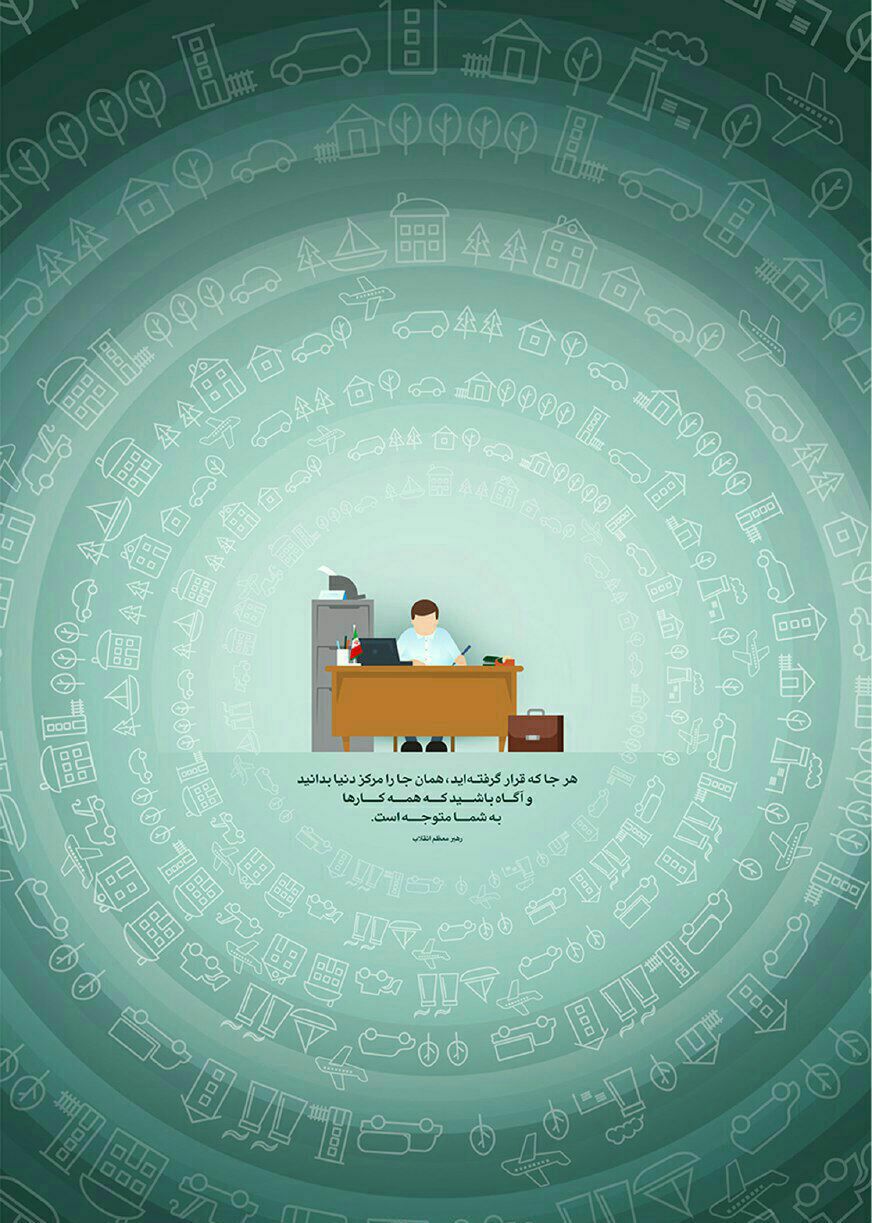 هر جا که قرار گرفته‌اید، همان جا را مرکز دنیا بدانید
و آگاه باشید که همه کارها
به شما متوجه است.
رهبر معظم انقلاب